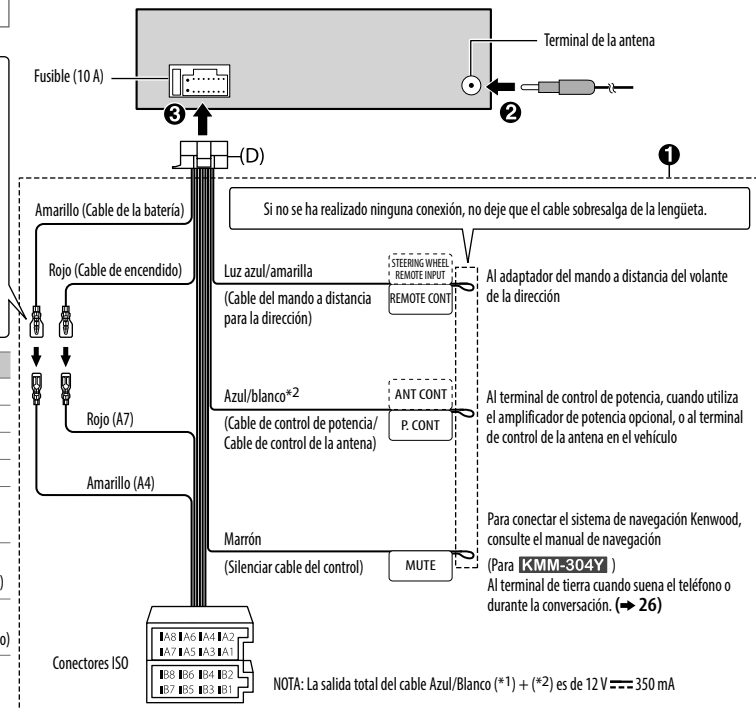 Terminal de la antena
Fusible (10 A)
❸
❷
(D)
❶
Amarillo (Cable de la batería)
Si no se ha realizado ninguna conexión, no deje que el cable sobresalga de la lengüeta.
Rojo (Cable de encendido)
Luz azul/amarilla
(Cable del mando a distancia
para la dirección)
STEERING WHEEL
REMOTE INPUT
REMOTE CONT
Al adaptador del mando a distancia del volante
de la dirección
Azul/blanco*2
(Cable de control de potencia/
Cable de control de la antena)
ANT CONT
P. CONT
Al terminal de control de potencia, cuando utiliza
el amplificador de potencia opcional, o al terminal
de control de la antena en el vehículo
Rojo (A7)
Amarillo (A4)
Marrón
(Silenciar cable del control)
MUTE
Para conectar el sistema de navegación Kenwood,
consulte el manual de navegación
(Para KMM-304Y )
Al terminal de tierra cuando suena el teléfono o
durante la conversación. (➜ 26)
)
o)
Conectores ISO
A8 A6 A4 A2
A7 A5 A3 A1
B8 B6 B4 B2
B7 B5 B3 B1
NOTA: La salida total del cable Azul/Blanco (*1) + (*2) es de 12 V ⎓ 350 mA